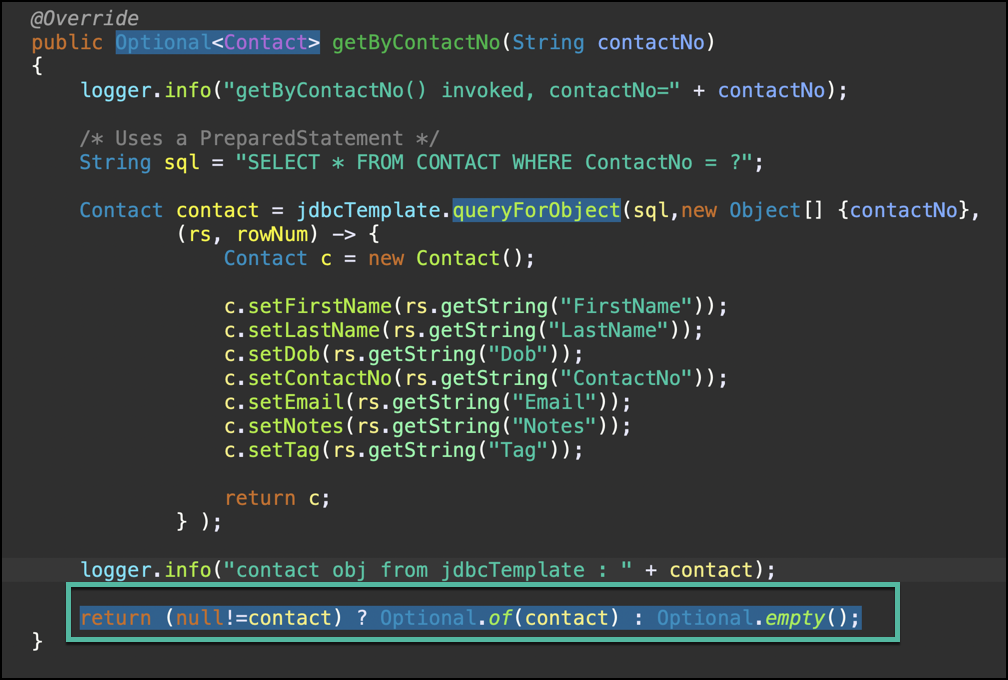 @Override
public Optional<Contact> getByContactNo(String contactNo)
{
logger.info("getByContactNo() invoked, contactNo=" + contactNo);
/* Uses a PreparedStatement */
String sql = "SELECT * FROM CONTACT WHERE ContactNo = ?";
Contact contact = jdbcTemplate.queryForObject(sql,new Object[] {contactNo},
(rs, rowNum) -> {
Contact c = new Contact();
c.setFirstName(rs.getString("FirstName"));
c.setLastName(rs.getString("LastName"));
c.setDob(rs.getString("Dob"));
c.setContactNo(rs.getString("ContactNo"));
c.setEmail(rs.getString("Email"));
c.setNotes(rs.getString("Notes"));
c.setTag(rs.getString("Tag"));
return c;
} );
logger.info("contact obj from jdbcTemplate : " + contact);
return (null!=contact) ? Optional.of(contact) : Optional.empty();
}